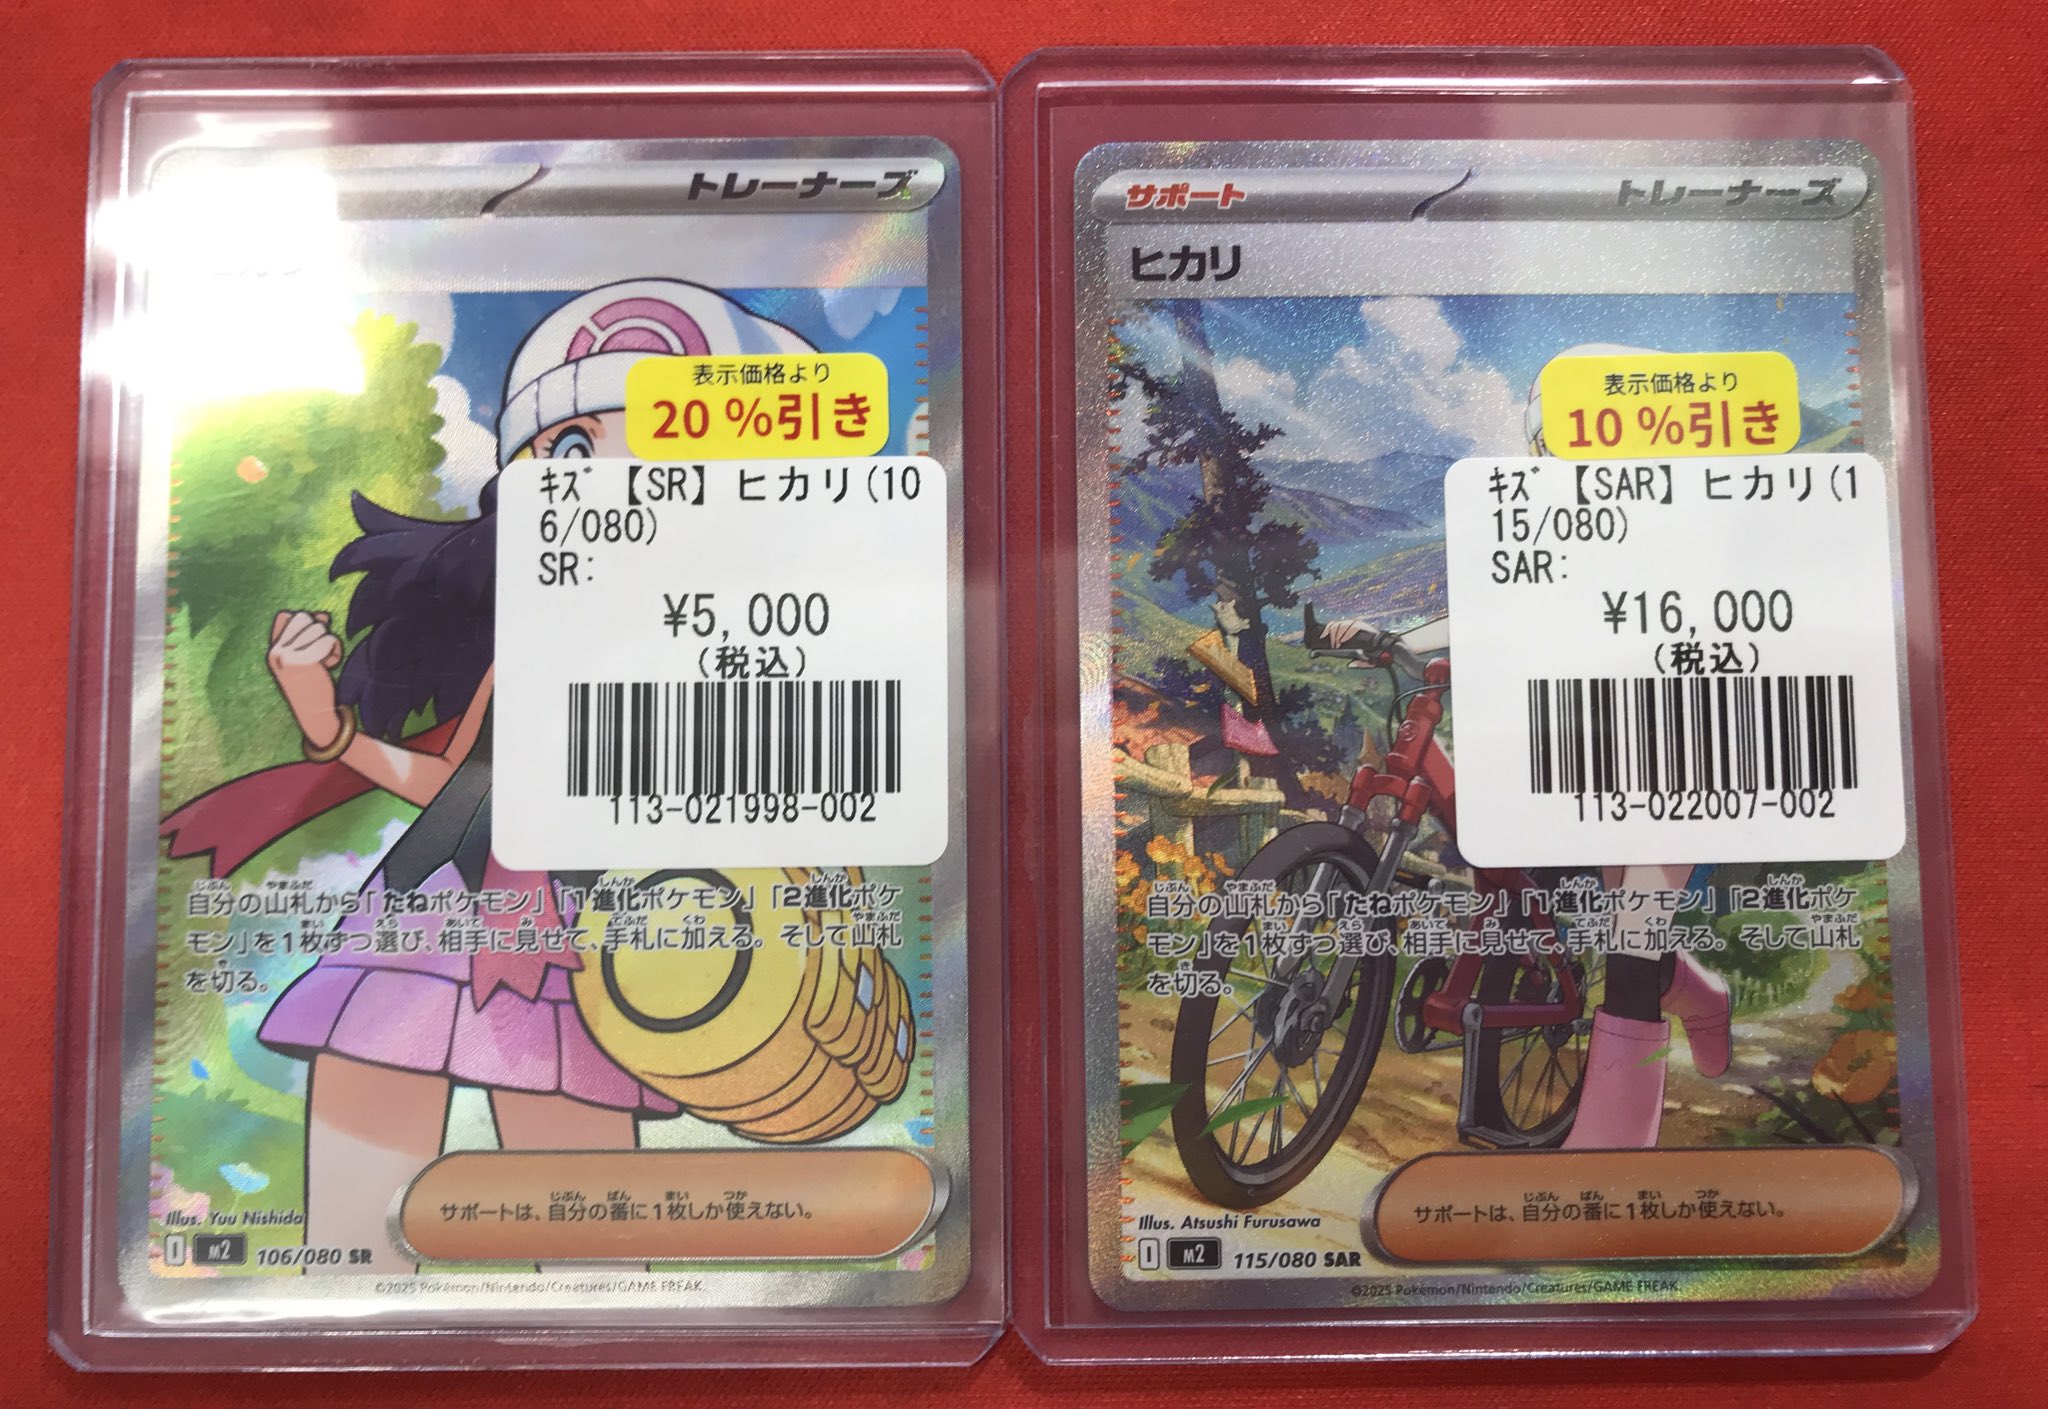 トレーナーズ
表示価格より
20%引き
ｷｽﾞ【SR】ヒカリ(10
6/080)
SR:
¥5,000
(税込)
113-021998-002
自分の山札から「たねポケモン」「1進化ポケモン」「2進化ポケ
モン」を1枚ずつ選び、相手に見せて、手札に加える。そして山札
を切る。
サポートは、自分の番に1枚しか使えない。
Illus. Yuu Nishida
I m2 106/080 SR
©2025 Pokémon/Nintendo/Creatures/GAME FREAK.
サポート トレーナーズ
ヒカリ
表示価格より
10%引き
ｷｽﾞ【SAR】ヒカリ(1
15/080)
SAR:
¥16,000
(税込)
113-022007-002
自分の山札から「たねポケモン」「1進化ポケモン」「2進化ポケ
モン」を1枚ずつ選び、相手に見せて、手札に加える。そして山札
を切る。
サポートは、自分の番に1枚しか使えない。
Illus. Atsushi Furusawa
I m2 115/080 SAR
©2025 Pokémon/Nintendo/Creatures/GAME FREAK.